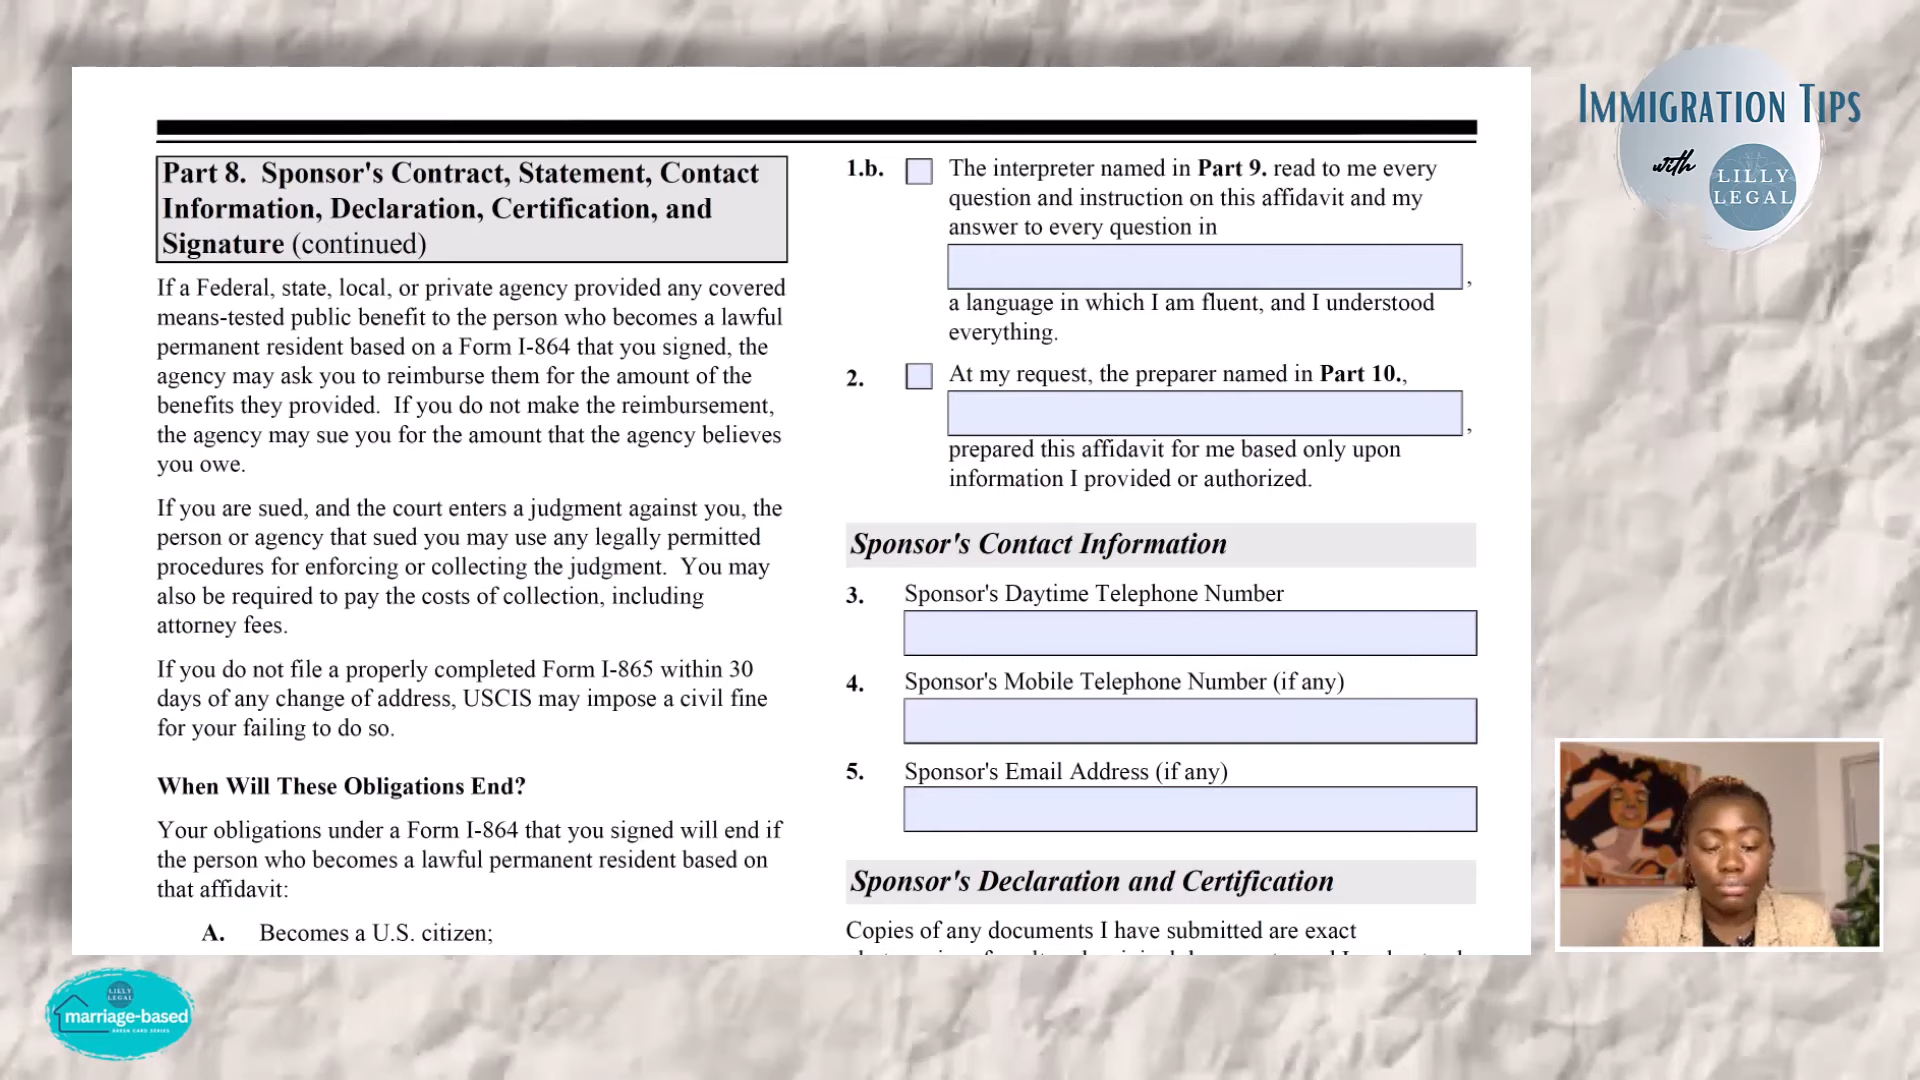 Part 8.  Sponsor's Contract, Statement, Contact
Information, Declaration, Certification, and
Signature (continued)
If a Federal, state, local, or private agency provided any covered
means-tested public benefit to the person who becomes a lawful
permanent resident based on a Form I-864 that you signed, the
agency may ask you to reimburse them for the amount of the
benefits they provided.  If you do not make the reimbursement,
the agency may sue you for the amount that the agency believes
you owe.
If you are sued, and the court enters a judgment against you, the
person or agency that sued you may use any legally permitted
procedures for enforcing or collecting the judgment.  You may
also be required to pay the costs of collection, including
attorney fees.
If you do not file a properly completed Form I-865 within 30
days of any change of address, USCIS may impose a civil fine
for your failing to do so.
When Will These Obligations End?
Your obligations under a Form I-864 that you signed will end if
the person who becomes a lawful permanent resident based on
that affidavit:
A. Becomes a U.S. citizen;
1.b. The interpreter named in Part 9. read to me every
question and instruction on this affidavit and my
answer to every question in
,
a language in which I am fluent, and I understood
everything.
2. At my request, the preparer named in Part 10.,
,
prepared this affidavit for me based only upon
information I provided or authorized.
Sponsor's Contact Information
3. Sponsor's Daytime Telephone Number
4. Sponsor's Mobile Telephone Number (if any)
5. Sponsor's Email Address (if any)
Sponsor's Declaration and Certification
Copies of any documents I have submitted are exact
IMMIGRATION TIPS
with
LILLY
LEGAL
LILLY
LEGAL
marriage-based
GREEN CARD SERIES